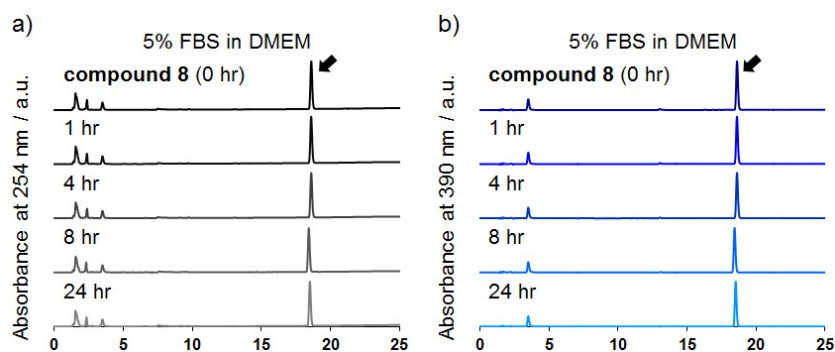 a)
5% FBS in DMEM
compound 8 (0 hr)
1 hr
4 hr
8 hr
24 hr
Absorbance at 254 nm / a.u.
0 5 10 15 20 25
b)
5% FBS in DMEM
compound 8 (0 hr)
1 hr
4 hr
8 hr
24 hr
Absorbance at 390 nm / a.u.
0 5 10 15 20 25